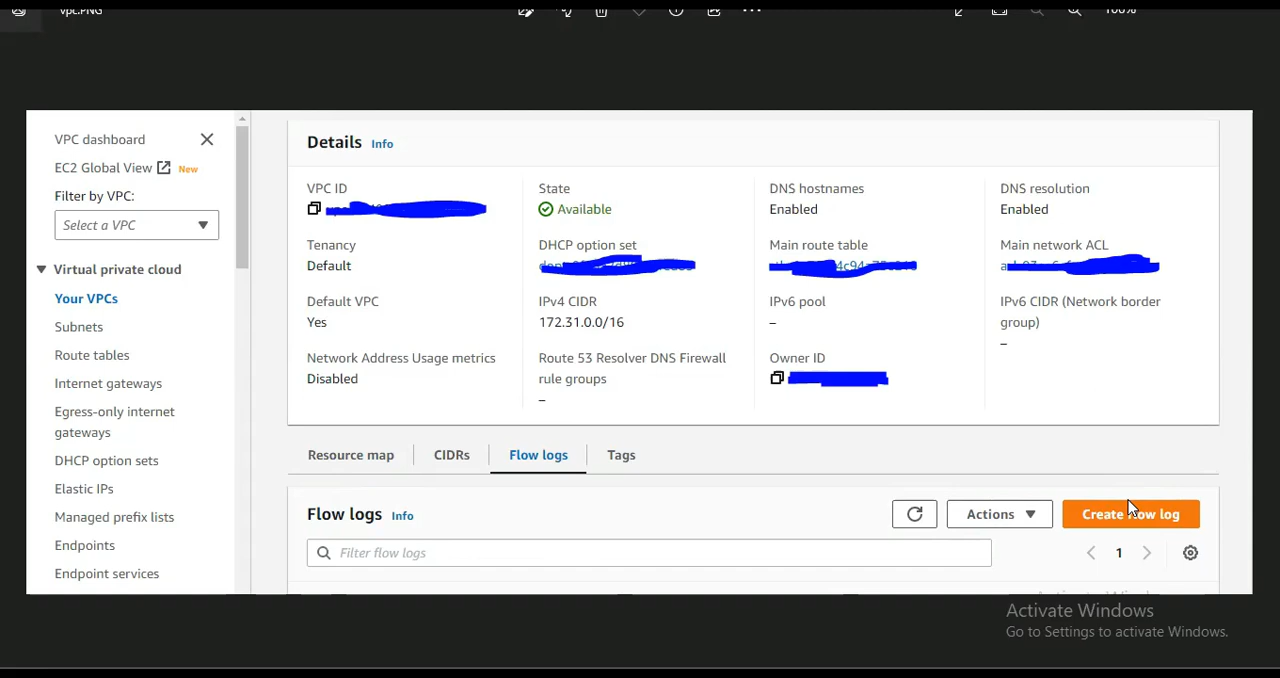 vpc.PNG
100%
VPC dashboard
EC2 Global View New
Filter by VPC:
Select a VPC
Virtual private cloud
Your VPCs
Subnets
Route tables
Internet gateways
Egress-only internet
gateways
DHCP option sets
Elastic IPs
Managed prefix lists
Endpoints
Endpoint services
Details Info
VPC ID
State
Available
DNS hostnames
Enabled
DNS resolution
Enabled
Tenancy
Default
DHCP option set
Main route table
Main network ACL
Default VPC
Yes
IPv4 CIDR
172.31.0.0/16
IPv6 pool
–
IPv6 CIDR (Network border
group)
–
Network Address Usage metrics
Disabled
Route 53 Resolver DNS Firewall
rule groups
–
Owner ID
Resource map CIDRs Flow logs Tags
Flow logs Info
Actions
Create flow log
Filter flow logs
1
Activate Windows
Go to Settings to activate Windows.